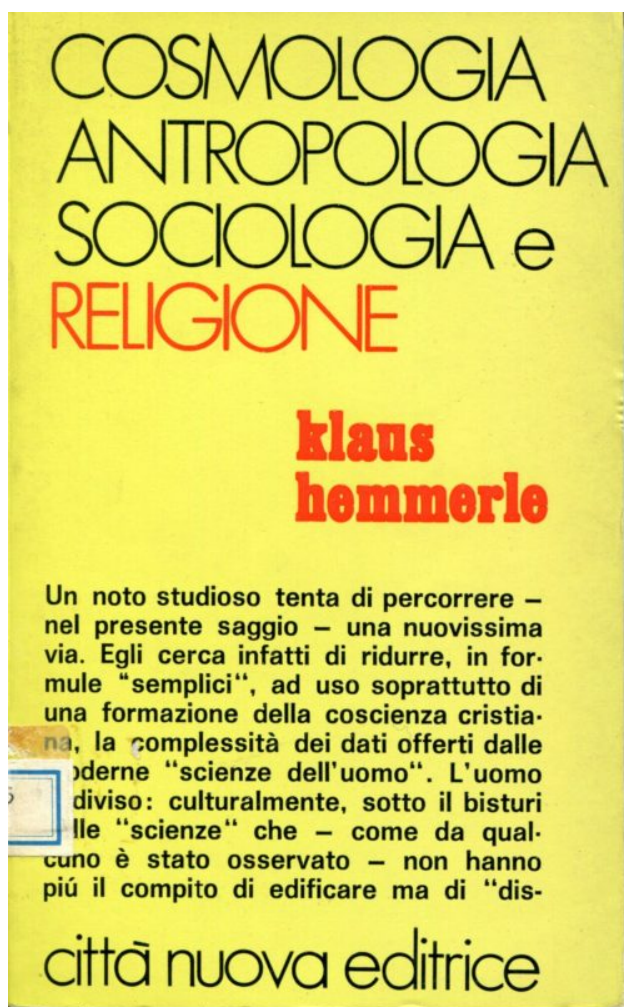 COSMOLOGIA
ANTROPOLOGIA
SOCIOLOGIA e
RELIGIONE
klaus
hemmerle
Un noto studioso tenta di percorrere –
nel presente saggio – una nuovissima
via. Egli cerca infatti di ridurre, in for-
mule "semplici", ad uso soprattutto di
una formazione della coscienza cristia-
na, la complessità dei dati offerti dalle
moderne "scienze dell'uomo". L'uomo
diviso: culturalmente, sotto il bisturi
"scienze" che – come da qual-
cuno è stato osservato – non hanno
piú il compito di edificare ma di "dis-
città nuova editrice